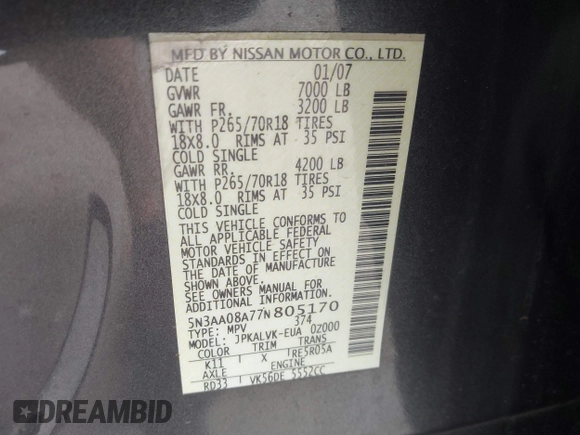 MFD BY NISSAN MOTOR CO., LTD.
DATE 01/07
GVWR 7000 LB
GAWR FR. 3200 LB
WITH P265/70R18 TIRES
18X8.0 RIMS AT 35 PSI
COLD SINGLE
GAWR RR. 4200 LB
WITH P265/70R18 TIRES
18X8.0 RIMS AT 35 PSI
COLD SINGLE
THIS VEHICLE CONFORMS TO
ALL APPLICABLE FEDERAL
MOTOR VEHICLE SAFETY
STANDARDS IN EFFECT ON
THE DATE OF MANUFACTURE
SHOWN ABOVE.
SEE OWNERS MANUAL FOR
ADDITIONAL INFORMATION.
5N3AA08A77N805170
TYPE: MPV 374
MODEL: JPKALVK-EUA 0Z000
COLOR TRIM TRANS
K11 X RE5R05A
AXLE ENGINE
RD33 VK56DE 5552CC
DREAMBID